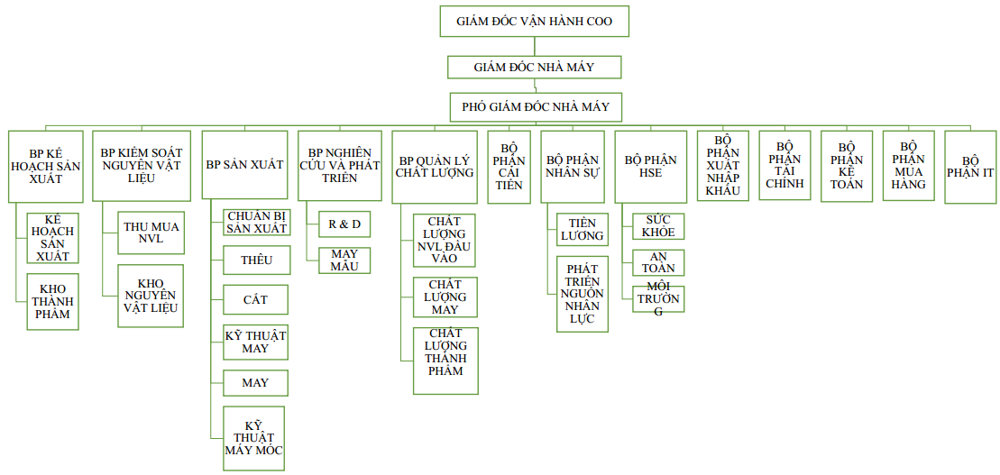 GIÁM ĐỐC VẬN HÀNH COO
GIÁM ĐỐC NHÀ MÁY
PHÓ GIÁM ĐỐC NHÀ MÁY
BP KẾ
HOẠCH SẢN
XUẤT
BP KIỂM SOÁT
NGUYÊN VẬT
LIỆU
BP SẢN XUẤT
BP NGHIÊN
CỨU VÀ PHÁT
TRIỂN
BP QUẢN LÝ
CHẤT LƯỢNG
BỘ
PHẬN CẢI
TIẾN
BỘ PHẬN
NHÂN SỰ
BỘ PHẬN
HSE
BỘ
PHẬN
XUẤT
NHẬP
KHẨU
BỘ
PHẬN
TÀI
CHÍNH
BỘ
PHẬN
KẾ
TOÁN
BỘ
PHẬN
MUA
HÀNG
BỘ
PHẬN IT
KẾ
HOẠCH
SẢN
XUẤT
KHO
THÀNH
PHẨM
THU MUA
NVL
KHO
NGUYÊN
VẬT LIỆU
CHUẨN BỊ
SẢN XUẤT
THÊU
CẮT
KỸ THUẬT
MAY
MAY
KỸ
THUẬT
MÁY MÓC
R & D
MAY
MẪU
CHẤT
LƯỢNG
NVL ĐẦU
VÀO
CHẤT
LƯỢNG
MAY
CHẤT
LƯỢNG
THÀNH
PHẨM
TIỀN
LƯƠNG
PHÁT
TRIỂN
NGUỒN
NHÂN
LỰC
SỨC
KHỎE
AN
TOÀN
MÔI
TRƯỜN
G